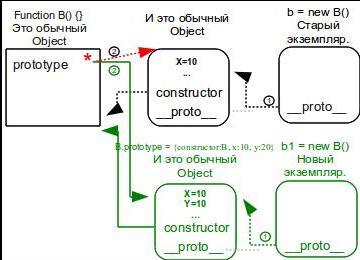 Function B() {}
Это обычный
Object
prototype
*
②
②
И это обычный
Object
X=10
...
constructor
__proto__
b = new B()
Старый
экземпляр.
①
__proto__
B.prototype = {constructor:B, x:10, y:20}
И это обычный
Object
X=10
Y=10
...
constructor
__proto__
b1 = new B()
Новый
экземпляр.
①
__proto__